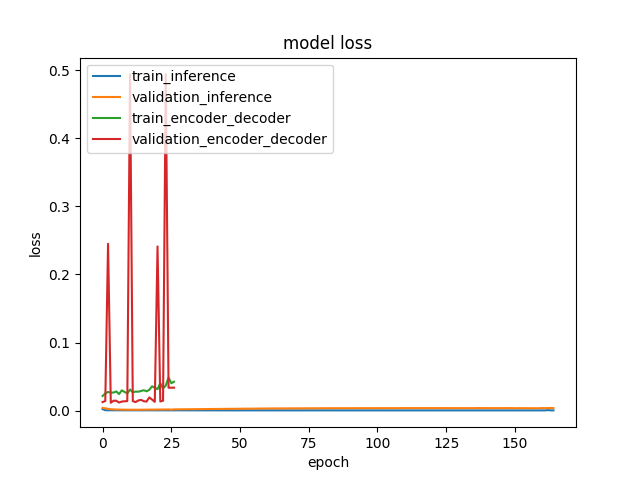 model loss
train_inference
validation_inference
train_encoder_decoder
validation_encoder_decoder
0.5
0.4
0.3
0.2
0.1
0.0
loss
0
25
50
75
100
125
150
epoch